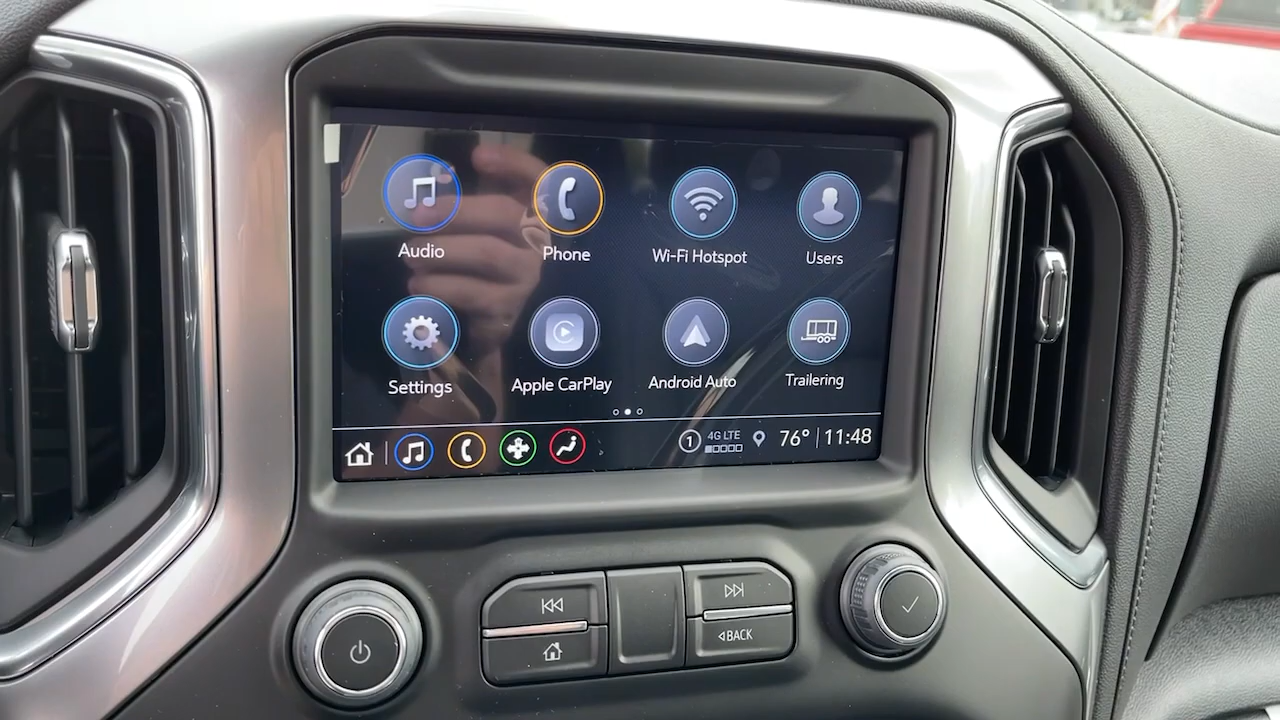 Audio Phone Wi-Fi Hotspot Users
Settings Apple CarPlay Android Auto Trailering
1 4G LTE 76° 11:48
BACK